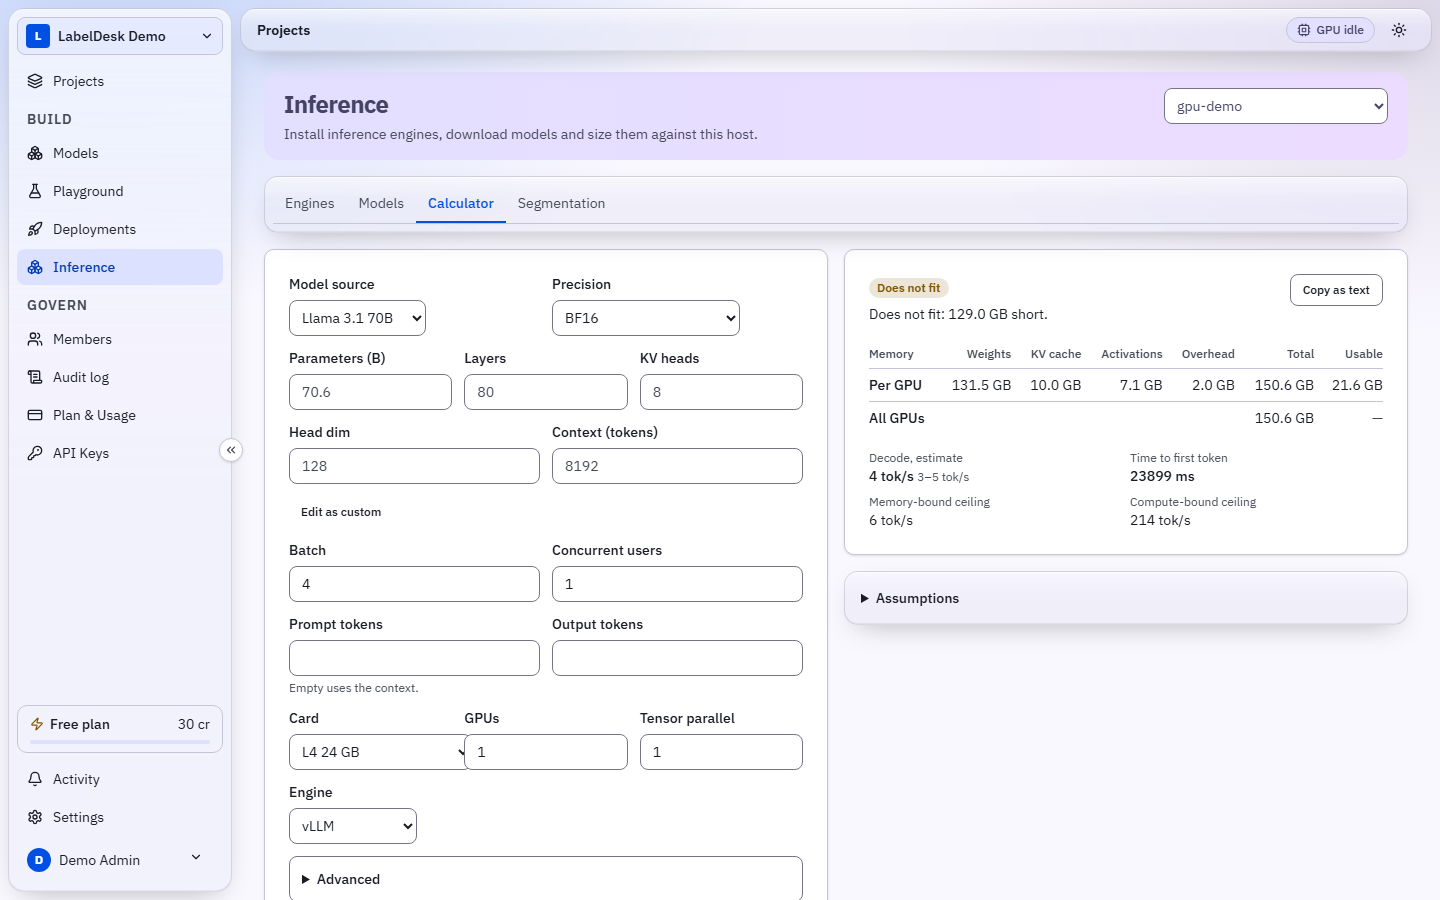 L LabelDesk Demo
Projects
BUILD
Models
Playground
Deployments
Inference
GOVERN
Members
Audit log
Plan & Usage
API Keys
Free plan 30 cr
Activity
Settings
D Demo Admin
Projects
GPU idle
Inference
Install inference engines, download models and size them against this host.
gpu-demo
Engines Models Calculator Segmentation
Model source Precision
Llama 3.1 70B BF16
Parameters (B) Layers KV heads
70.6 80 8
Head dim Context (tokens)
128 8192
Edit as custom
Batch Concurrent users
4 1
Prompt tokens Output tokens
Empty uses the context.
Card GPUs Tensor parallel
L4 24 GB 1 1
Engine
vLLM
Advanced
Does not fit
Copy as text
Does not fit: 129.0 GB short.
Memory Weights KV cache Activations Overhead Total Usable
Per GPU 131.5 GB 10.0 GB 7.1 GB 2.0 GB 150.6 GB 21.6 GB
All GPUs 150.6 GB —
Decode, estimate Time to first token
4 tok/s 3–5 tok/s 23899 ms
Memory-bound ceiling Compute-bound ceiling
6 tok/s 214 tok/s
Assumptions